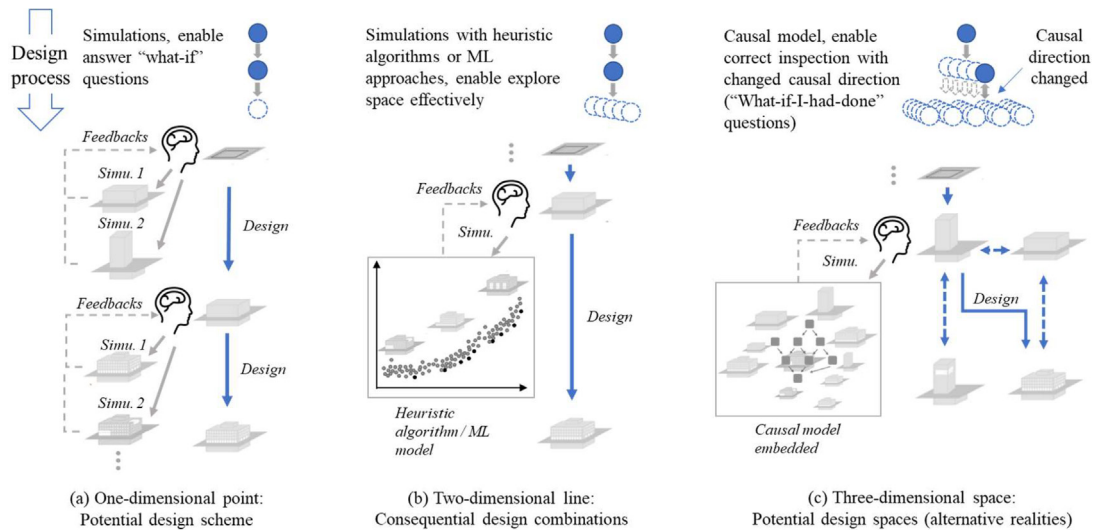 Design
process
Simulations, enable
answer “what-if”
questions
Feedbacks
Simu. 1
Simu. 2
Design
Feedbacks
Simu. 1
Simu. 2
Design
(a) One-dimensional point:
Potential design scheme
Simulations with heuristic
algorithms or ML
approaches, enable explore
space effectively
Feedbacks
Simu.
Design
Heuristic
algorithm / ML
model
(b) Two-dimensional line:
Consequential design combinations
Causal model, enable
correct inspection with
changed causal direction
(“What-if-I-had-done”
questions)
Causal
direction
changed
Feedbacks
Simu.
Design
Causal model
embedded
(c) Three-dimensional space:
Potential design spaces (alternative realities)